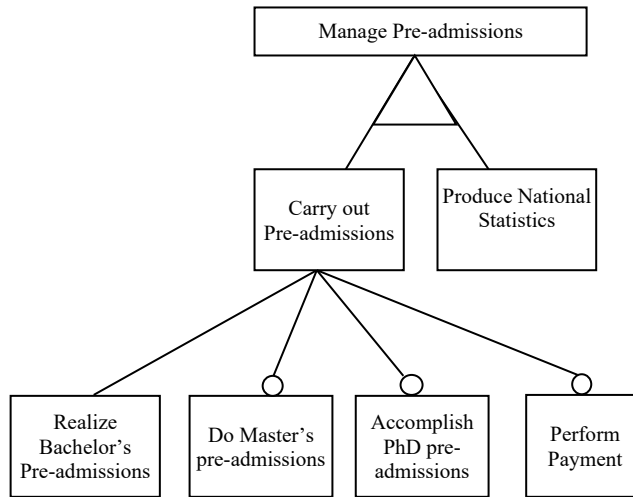 Manage Pre-admissions
Carry out
Pre-admissions
Produce National
Statistics
Realize
Bachelor’s
Pre-admissions
Do Master’s
pre-admissions
Accomplish
PhD pre-
admissions
Perform
Payment